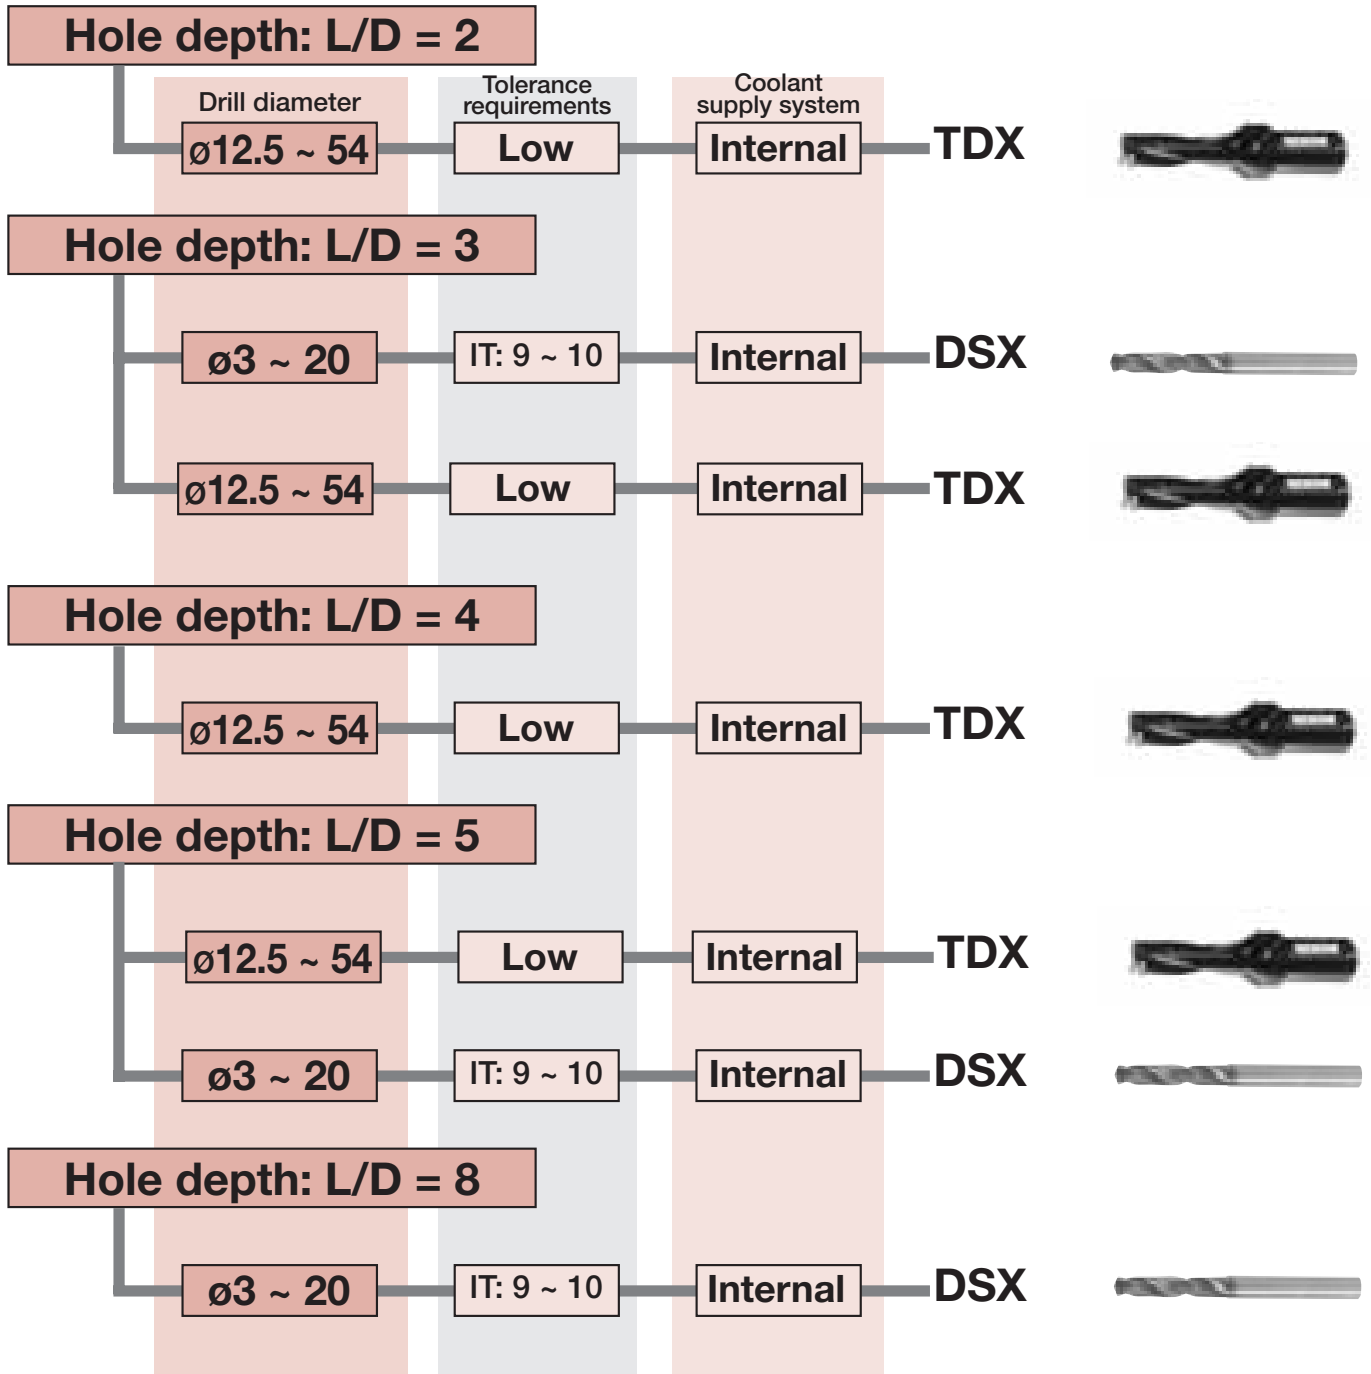 Hole depth: L/D = 2
Drill diameter
Tolerance
requirements
Coolant
supply system
ø12.5 ~ 54 Low Internal TDX
Hole depth: L/D = 3
ø3 ~ 20 IT: 9 ~ 10 Internal DSX
ø12.5 ~ 54 Low Internal TDX
Hole depth: L/D = 4
ø12.5 ~ 54 Low Internal TDX
Hole depth: L/D = 5
ø12.5 ~ 54 Low Internal TDX
ø3 ~ 20 IT: 9 ~ 10 Internal DSX
Hole depth: L/D = 8
ø3 ~ 20 IT: 9 ~ 10 Internal DSX